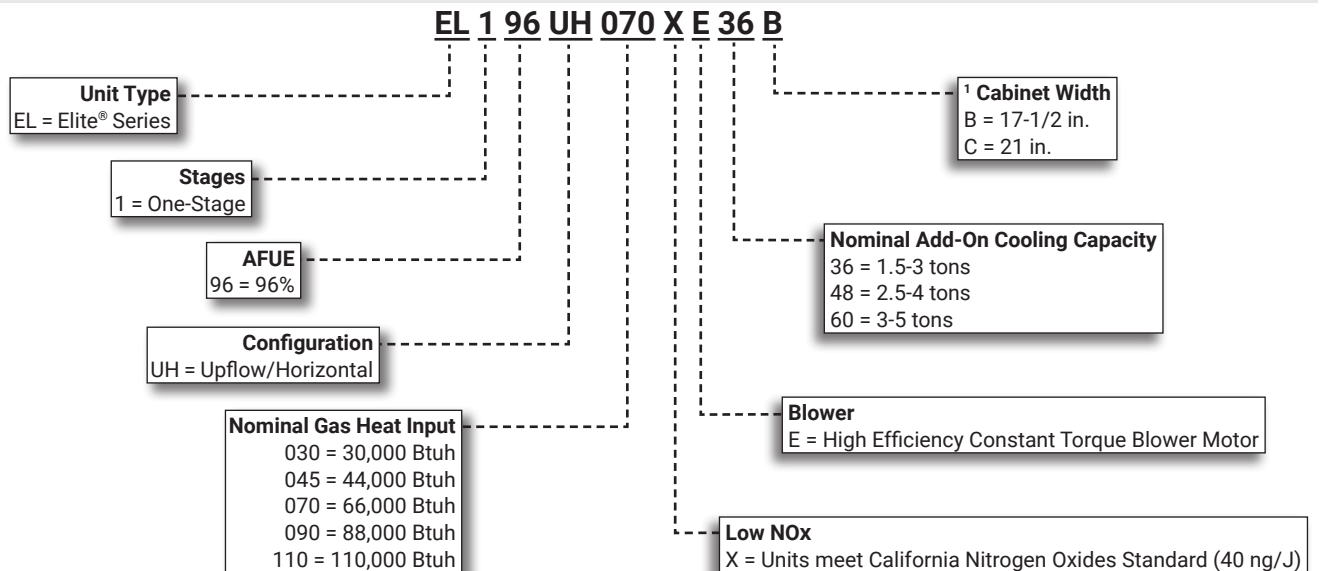 EL 1 96 UH 070 X E 36 B
Unit Type
EL = Elite® Series
Stages
1 = One-Stage
AFUE
96 = 96%
Configuration
UH = Upflow/Horizontal
Nominal Gas Heat Input
030 = 30,000 Btuh
045 = 44,000 Btuh
070 = 66,000 Btuh
090 = 88,000 Btuh
110 = 110,000 Btuh
¹ Cabinet Width
B = 17-1/2 in.
C = 21 in.
Nominal Add-On Cooling Capacity
36 = 1.5-3 tons
48 = 2.5-4 tons
60 = 3-5 tons
Blower
E = High Efficiency Constant Torque Blower Motor
Low NOx
X = Units meet California Nitrogen Oxides Standard (40 ng/J)